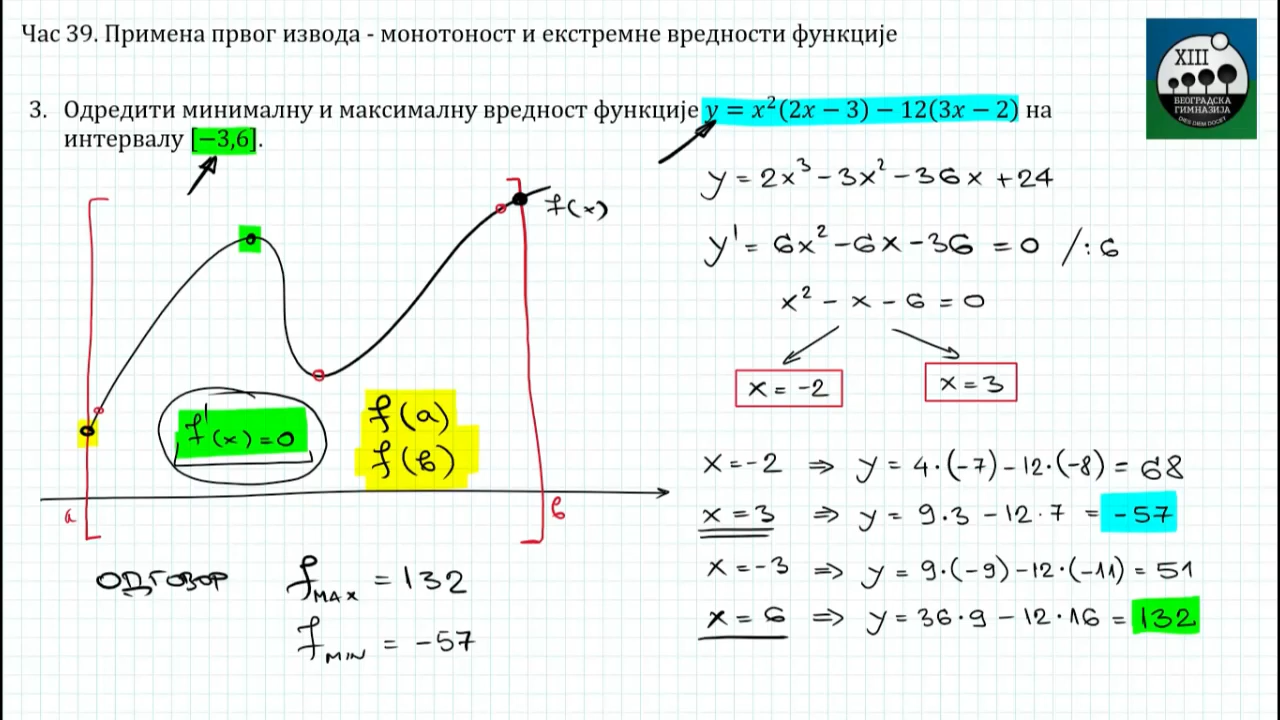 Час 39. Примена првог извода - монотоност и екстремне вредности функције
XIII
БЕОГРАДСКА
ГИМНАЗИЈА
3. Одредити минималну и максималну вредност функције y = x²(2x − 3) − 12(3x − 2) на
интервалу [−3,6].
y = 2x³ − 3x² − 36x + 24
f(x)
y' = 6x² − 6x − 36 = 0 /: 6
x² − x − 6 = 0
x = −2
x = 3
f'(x) = 0
f(a)
f(в)
a
в
x = −2 ⇒ y = 4·(−7) − 12·(−8) = 68
x = 3 ⇒ y = 9·3 − 12·7 = −57
x = −3 ⇒ y = 9·(−9) − 12·(−11) = 51
x = 6 ⇒ y = 36·9 − 12·16 = 132
ОДГОВОР f MAX = 132
f MIN = −57